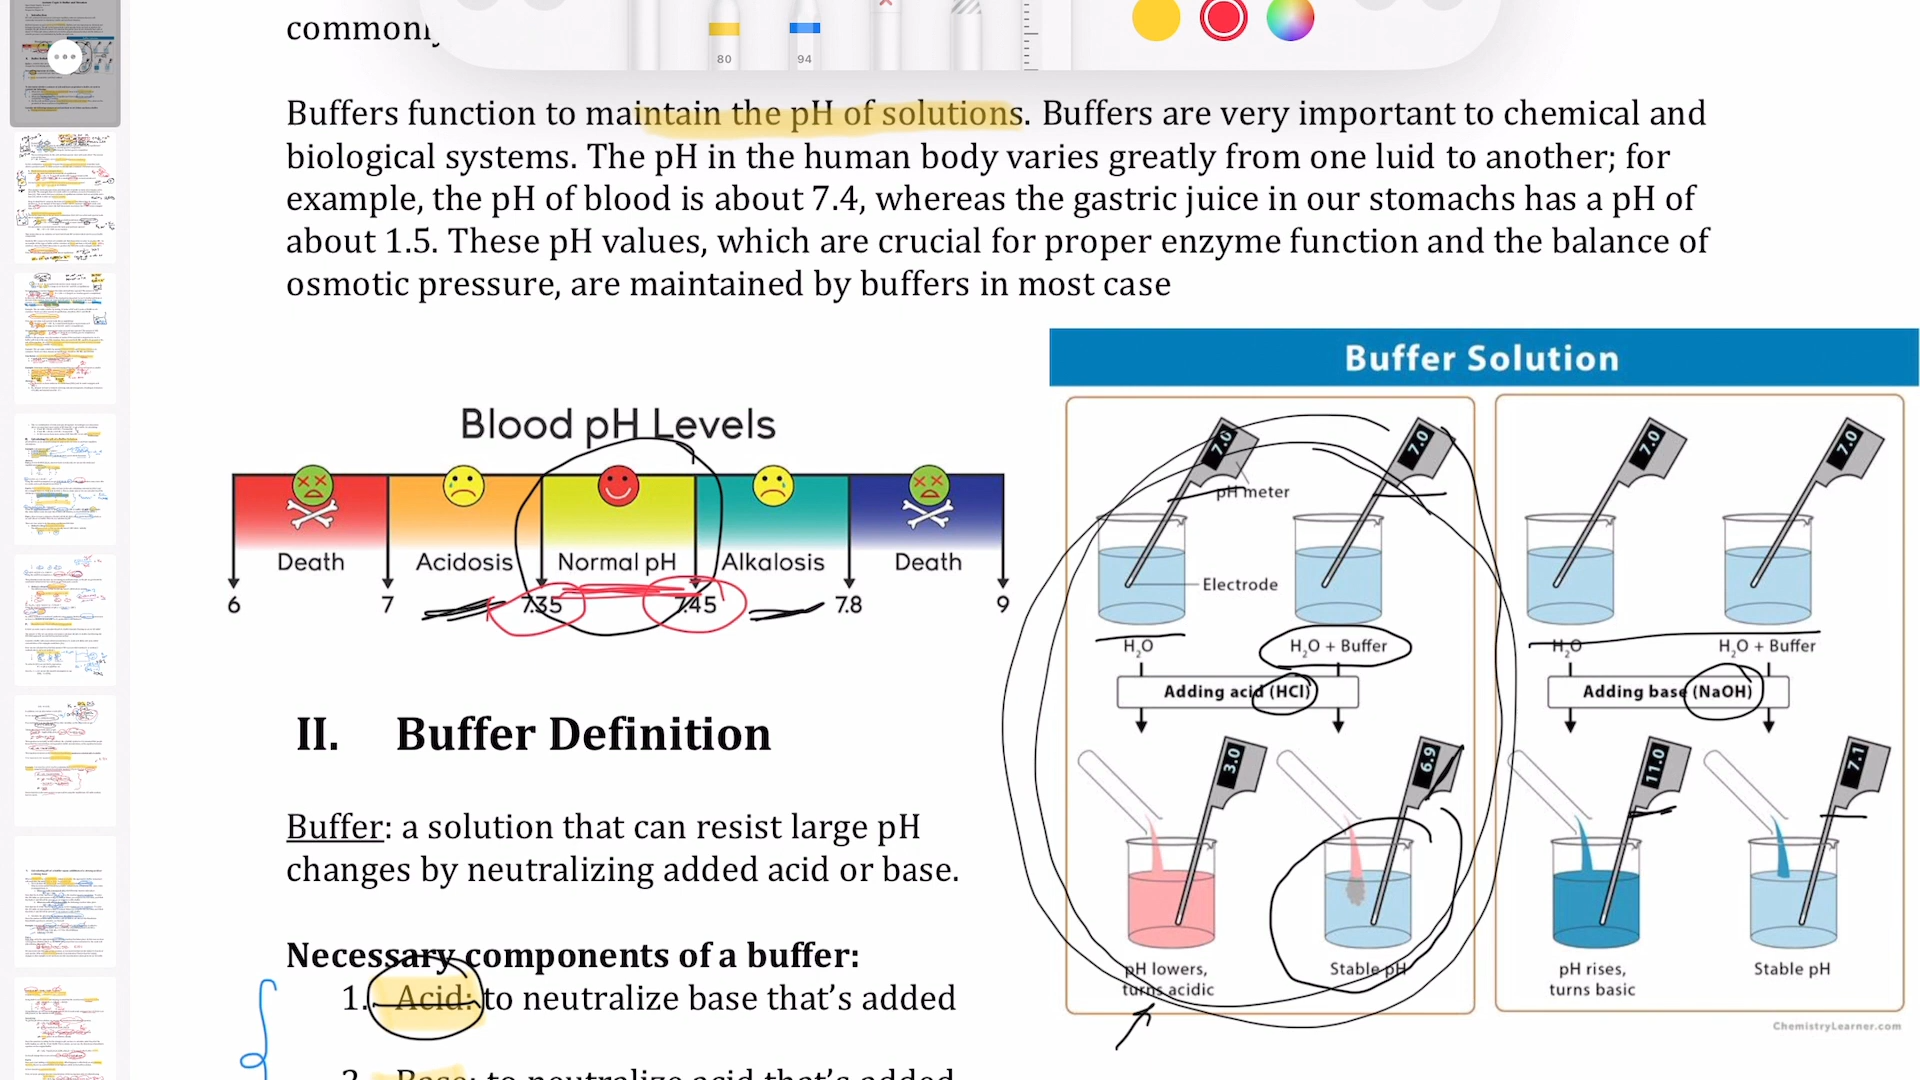 80
94
Buffers function to maintain the pH of solutions. Buffers are very important to chemical and
biological systems. The pH in the human body varies greatly from one luid to another; for
example, the pH of blood is about 7.4, whereas the gastric juice in our stomachs has a pH of
about 1.5. These pH values, which are crucial for proper enzyme function and the balance of
osmotic pressure, are maintained by buffers in most case
Blood pH Levels
Death
Acidosis
Normal pH
Alkalosis
Death
6
7
7.35
7.45
7.8
9
II. Buffer Definition
Buffer: a solution that can resist large pH
changes by neutralizing added acid or base.
Necessary components of a buffer:
1. Acid: to neutralize base that's added
2. Base: to neutralize acid that's added
Buffer Solution
7.0
7.0
pH meter
Electrode
H₂O
H₂O + Buffer
Adding acid (HCl)
3.0
6.9
pH lowers,
turns acidic
Stable pH
7.0
7.0
H₂O
H₂O + Buffer
Adding base (NaOH)
11.0
7.1
pH rises,
turns basic
Stable pH
ChemistryLearner.com